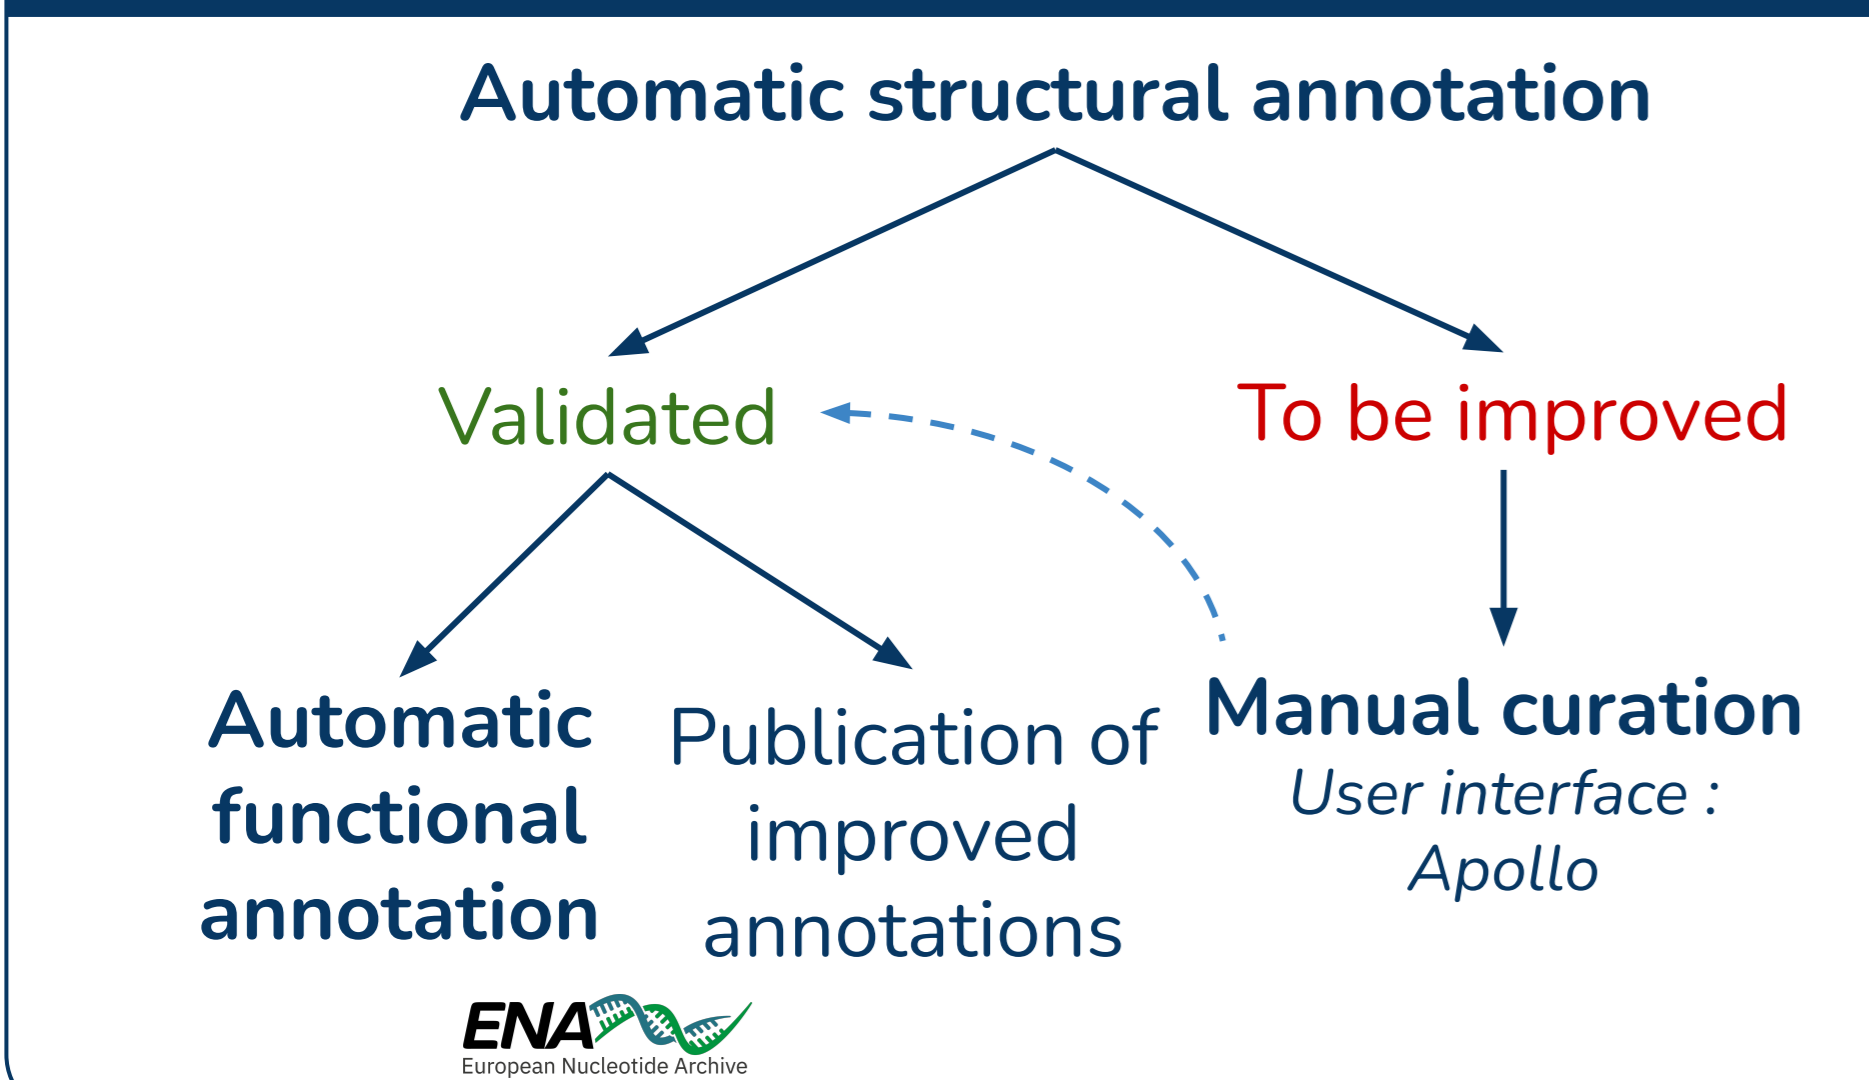 Automatic structural annotation
Validated
To be improved
Automatic
functional
annotation
Publication of
improved
annotations
Manual curation
User interface :
Apollo
ENA
European Nucleotide Archive